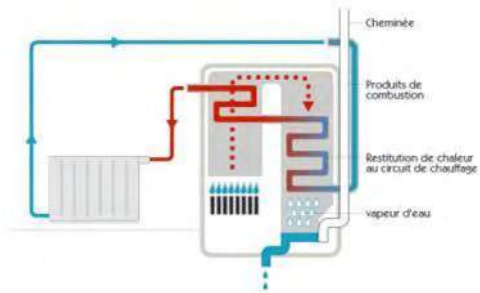 Cheminée
Produits de
combustion
Restitution de chaleur
au circuit de chauffage
vapeur d'eau